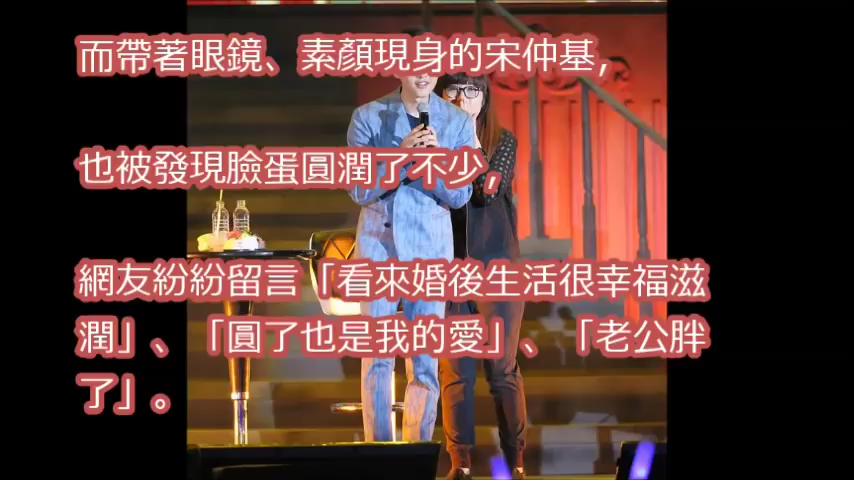 而帶著眼鏡、素顏現身的宋仲基，
也被發現臉蛋圓潤了不少，
網友紛紛留言「看來婚後生活很幸福滋
潤」、「圓了也是我的愛」、「老公胖
了」。